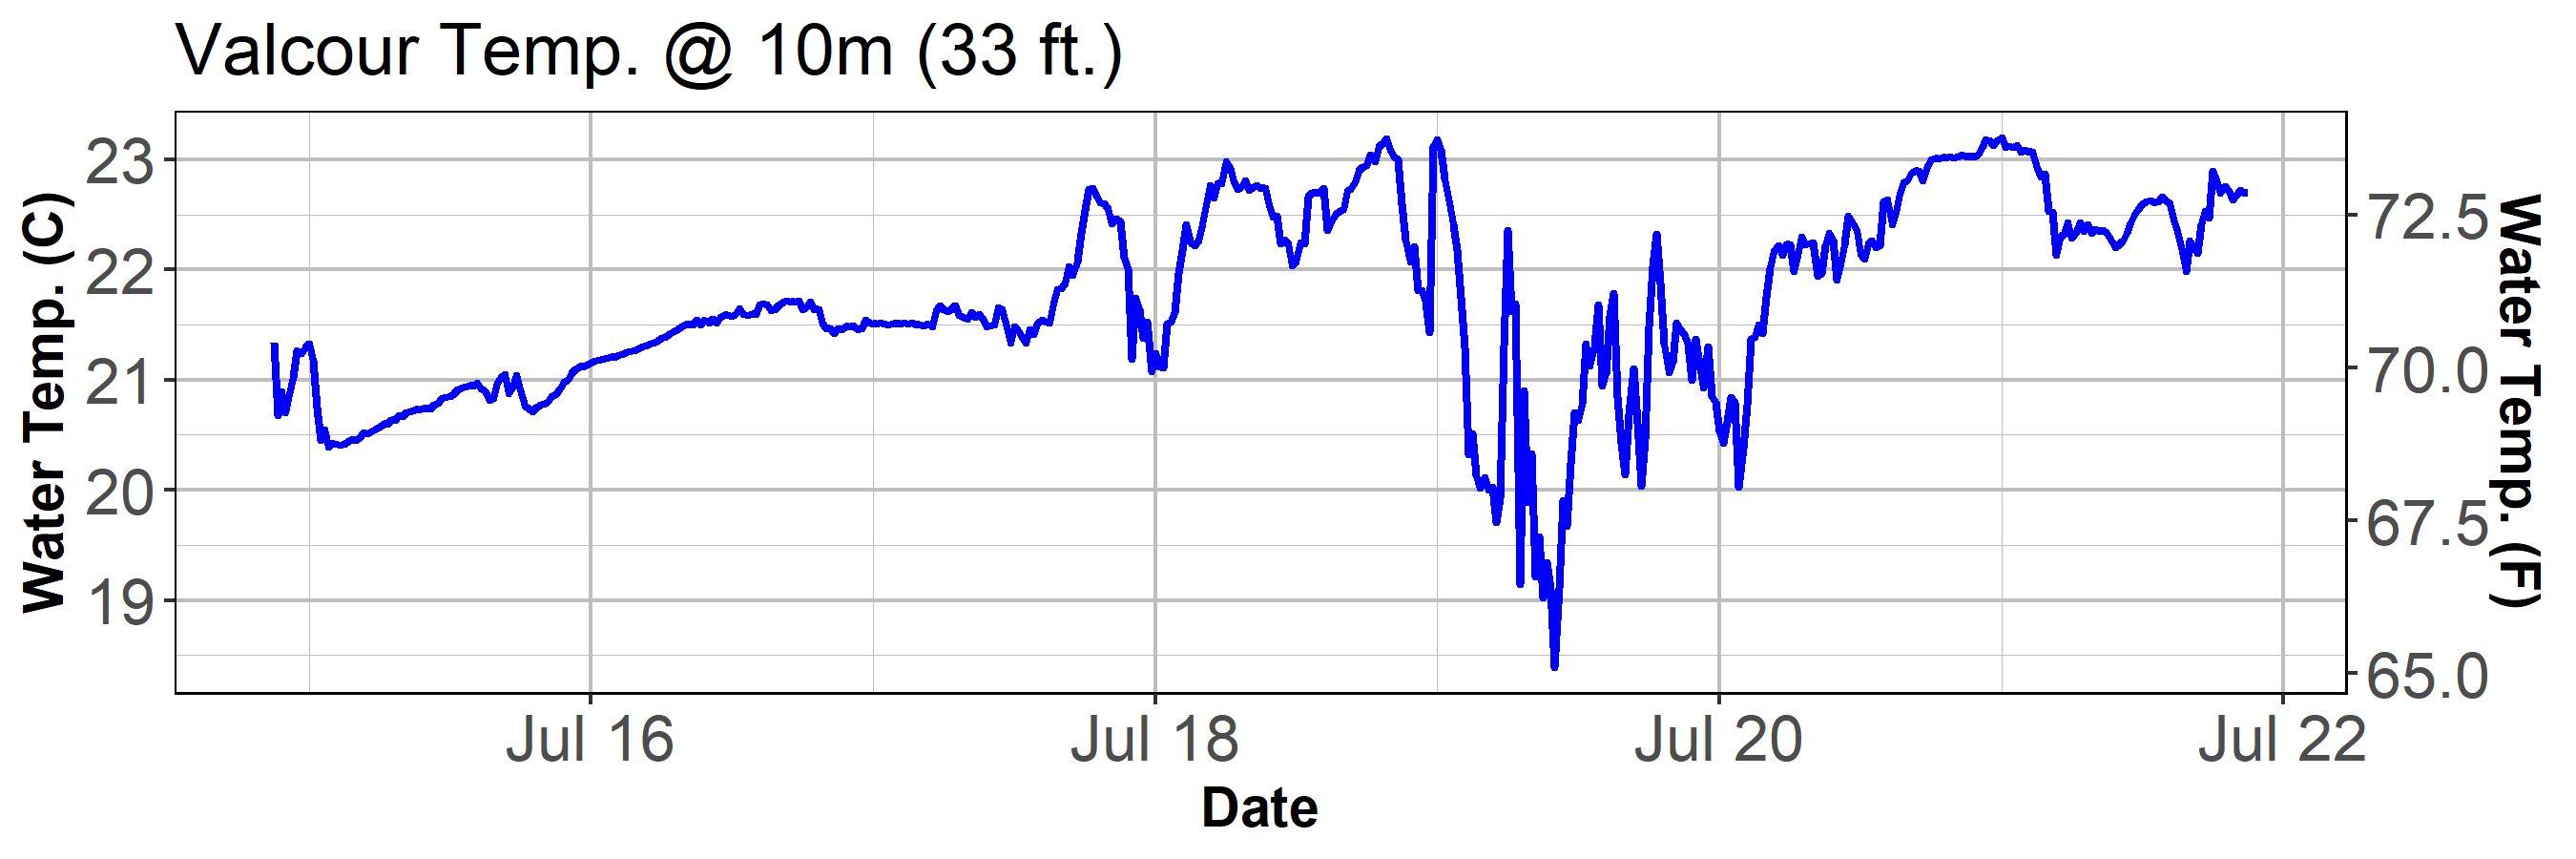 Valcour Temp. @ 10m (33 ft.)
Water Temp. (C)
23
22
21
20
19
72.5
70.0
67.5
65.0
Water Temp. (F)
Jul 16 Jul 18 Jul 20 Jul 22
Date